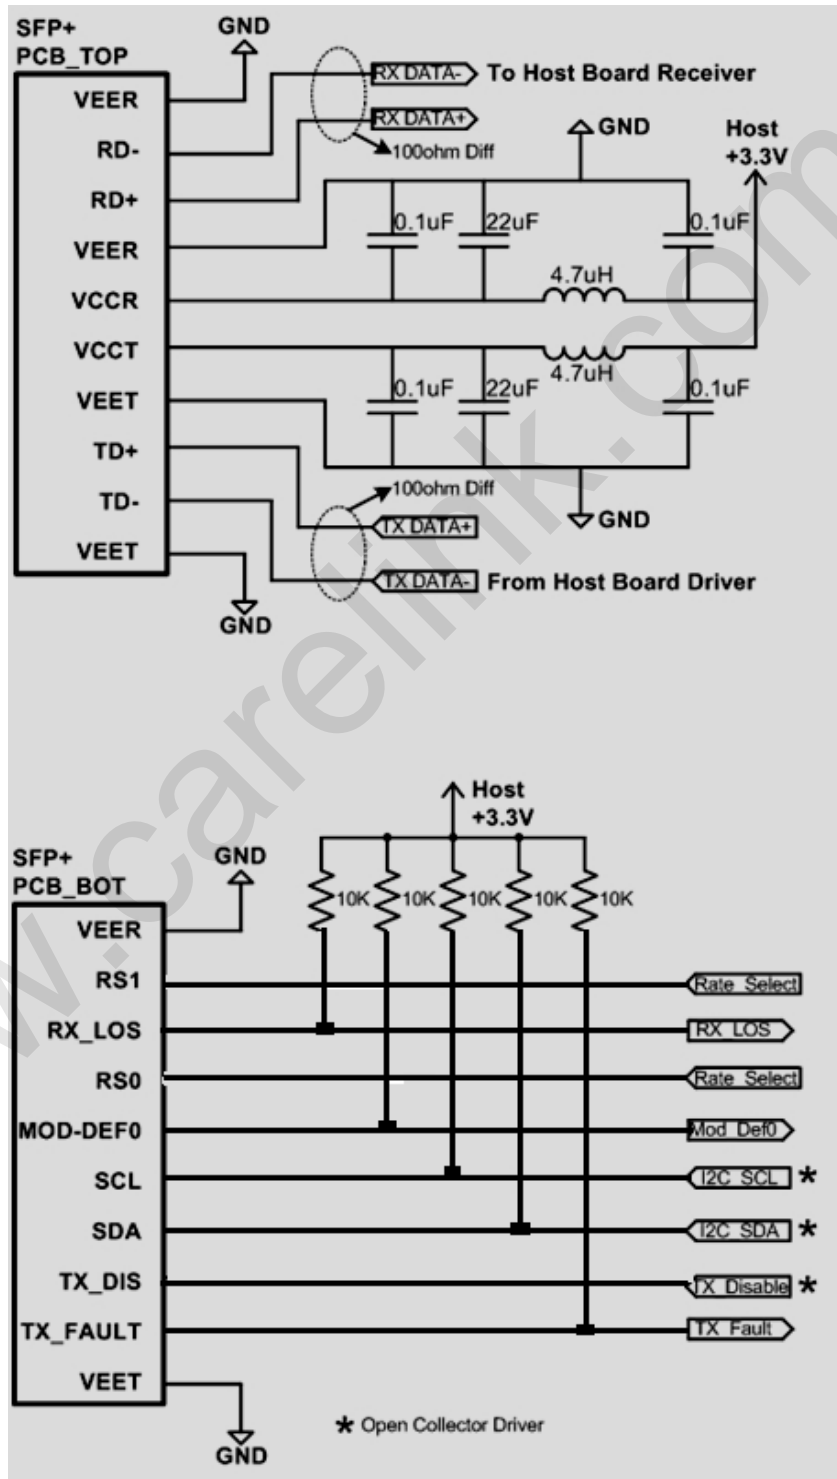 SFP+
PCB_TOP
GND
VEER
RD-
RD+
VEER
VCCR
VCCT
VEET
TD+
TD-
VEET
RX DATA-
To Host Board Receiver
RX DATA+
100ohm Diff
GND
Host
+3.3V
0.1uF
22uF
0.1uF
4.7uH
4.7uH
0.1uF
22uF
0.1uF
100ohm Diff
TX DATA+
GND
TX DATA-
From Host Board Driver
GND
Host
+3.3V
SFP+
PCB_BOT
GND
10K
10K
10K
10K
10K
VEER
RS1
Rate Select
RX_LOS
RX_LOS
RS0
Rate Select
MOD-DEF0
Mod Def0
SCL
I2C SCL *
SDA
I2C SDA *
TX_DIS
TX Disable *
TX_FAULT
TX Fault
VEET
GND
* Open Collector Driver
w.carelink.com